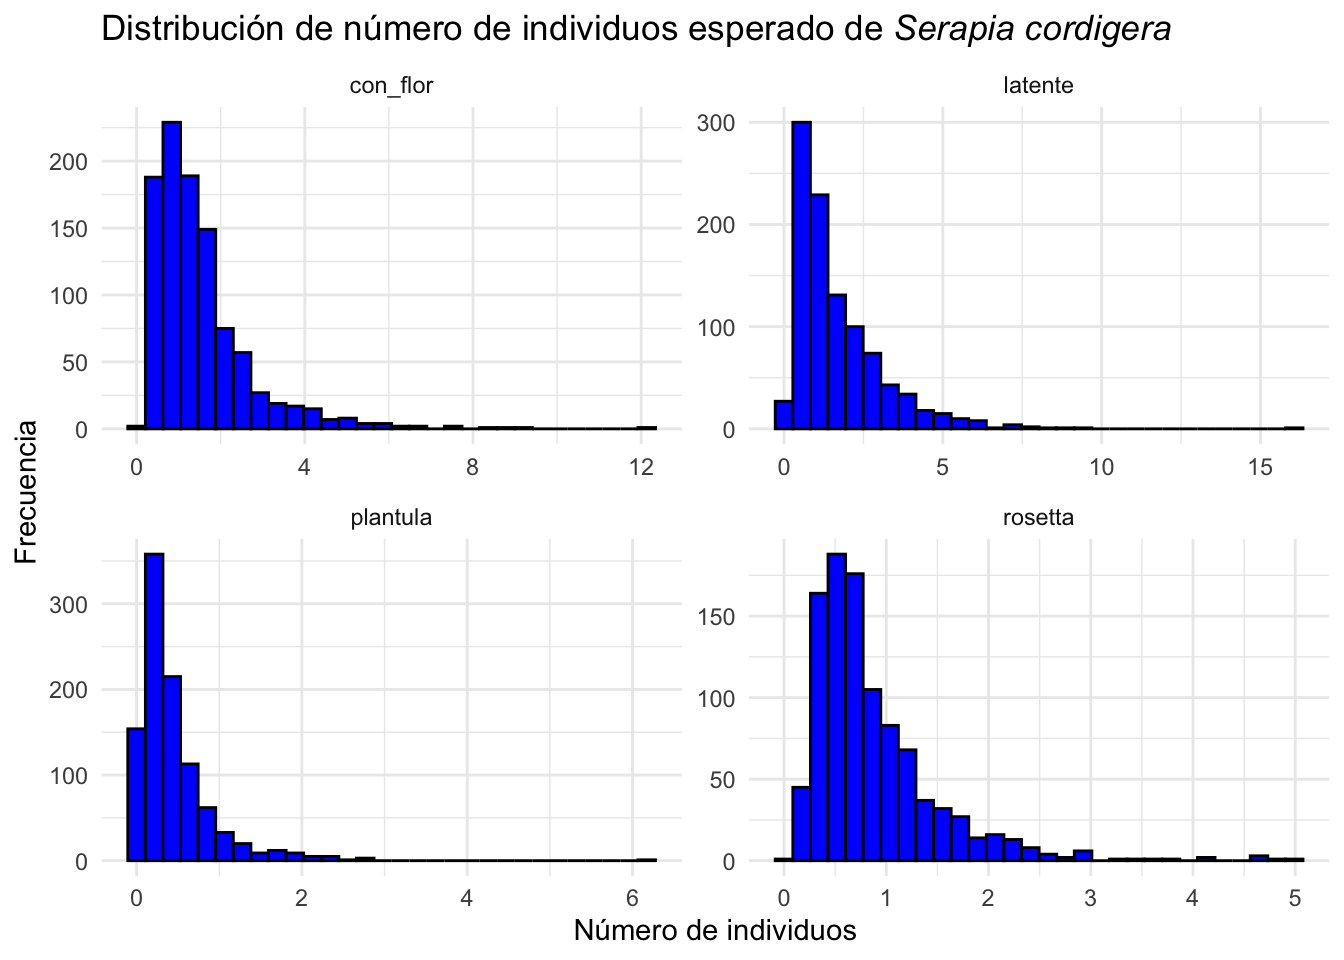 Distribución de número de individuos esperado de Serapia cordigera
con_flor
latente
200
150
100
50
0
0 4 8 12
300
200
100
0
0 5 10 15
Frecuencia
plantula
rosetta
300
200
100
0
0 2 4 6
150
100
50
0
0 1 2 3 4 5
Número de individuos